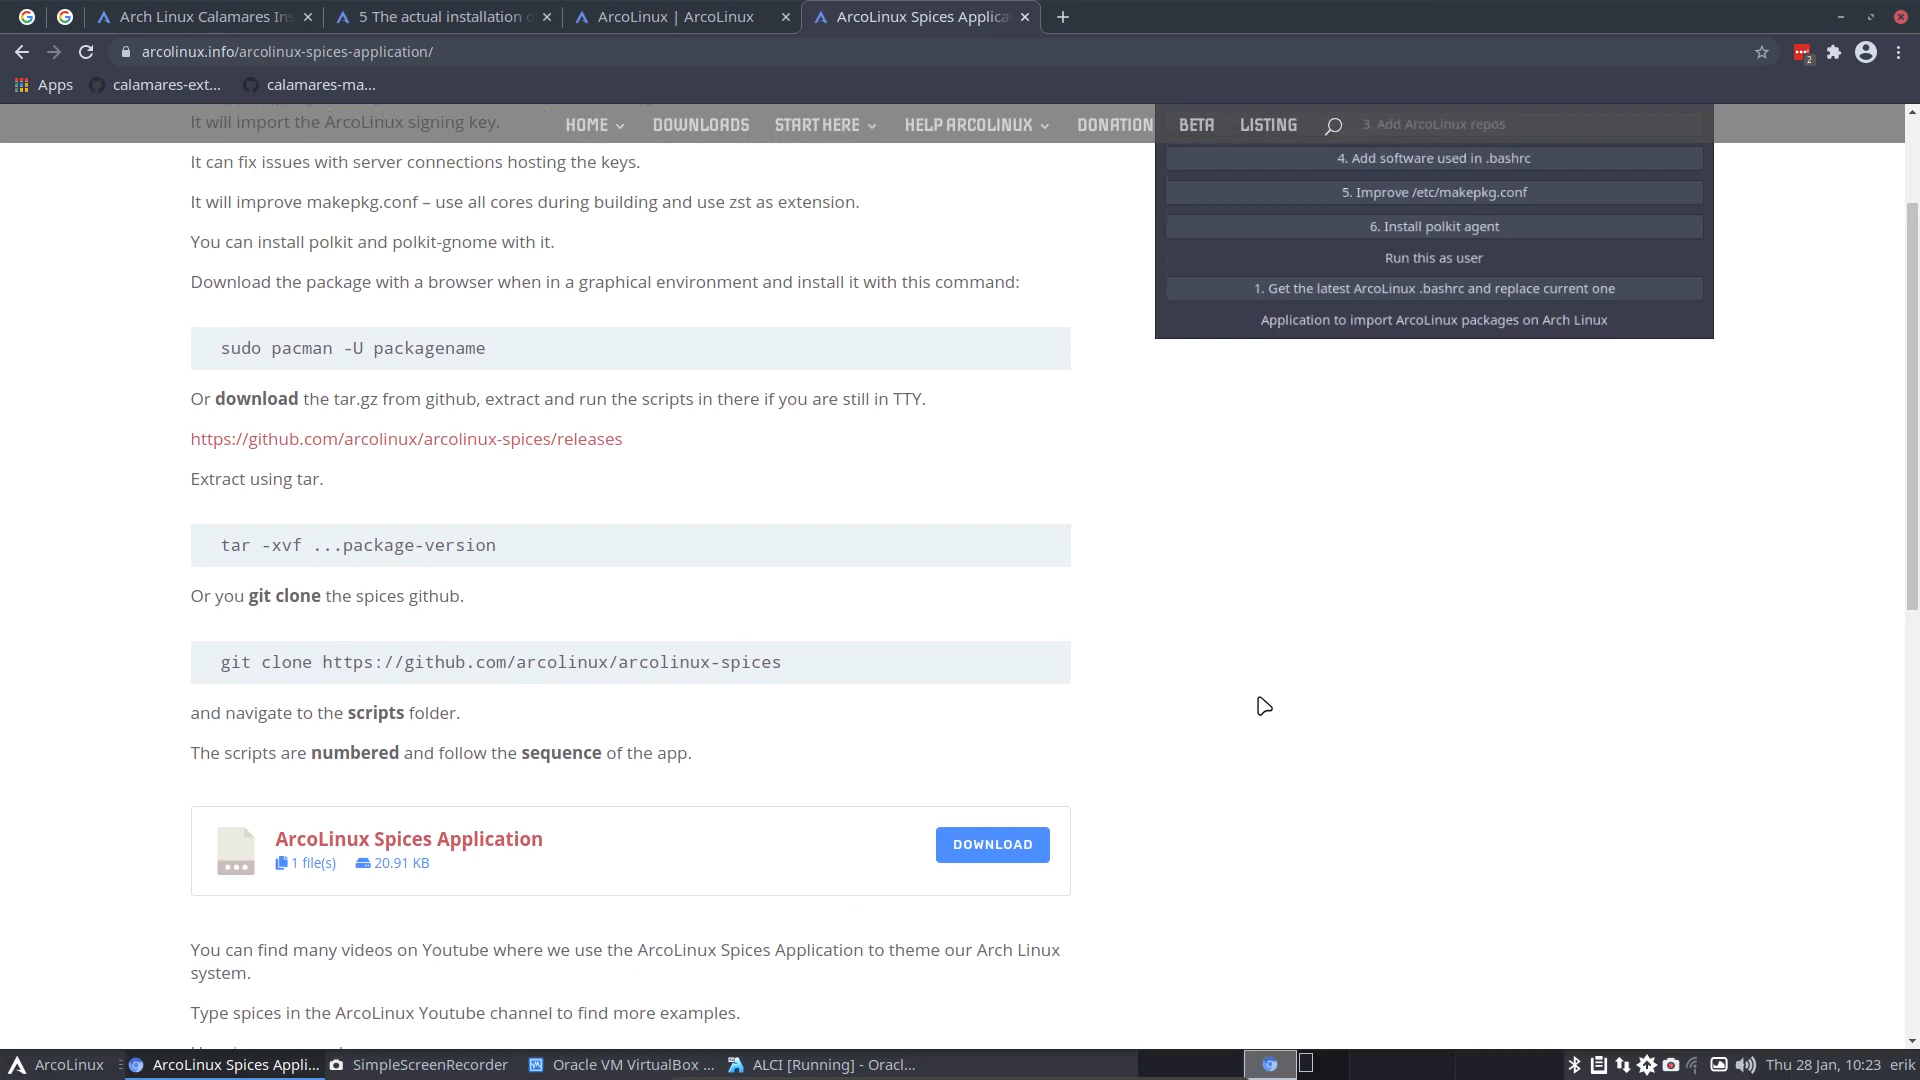 Arch Linux Calamares Ins
5 The actual installation o
ArcoLinux | ArcoLinux
ArcoLinux Spices Applica
arcolinux.info/arcolinux-spices-application/
2
Apps
calamares-ext...
calamares-ma...
It will import the ArcoLinux signing key.
HOME
DOWNLOADS
START HERE
HELP ARCOLINUX
DONATION
BETA
LISTING
3. Add ArcoLinux repos
It can fix issues with server connections hosting the keys.
It will improve makepkg.conf – use all cores during building and use zst as extension.
You can install polkit and polkit-gnome with it.
Download the package with a browser when in a graphical environment and install it with this command:
sudo pacman -U packagename
Or download the tar.gz from github, extract and run the scripts in there if you are still in TTY.
https://github.com/arcolinux/arcolinux-spices/releases
Extract using tar.
tar -xvf ...package-version
Or you git clone the spices github.
git clone https://github.com/arcolinux/arcolinux-spices
and navigate to the scripts folder.
The scripts are numbered and follow the sequence of the app.
ArcoLinux Spices Application
1 file(s)
20.91 KB
DOWNLOAD
You can find many videos on Youtube where we use the ArcoLinux Spices Application to theme our Arch Linux
system.
Type spices in the ArcoLinux Youtube channel to find more examples.
4. Add software used in .bashrc
5. Improve /etc/makepkg.conf
6. Install polkit agent
Run this as user
1. Get the latest ArcoLinux .bashrc and replace current one
Application to import ArcoLinux packages on Arch Linux
ArcoLinux
ArcoLinux Spices Appli...
SimpleScreenRecorder
Oracle VM VirtualBox ...
ALCI [Running] - Oracl...
Thu 28 Jan, 10:23
erik